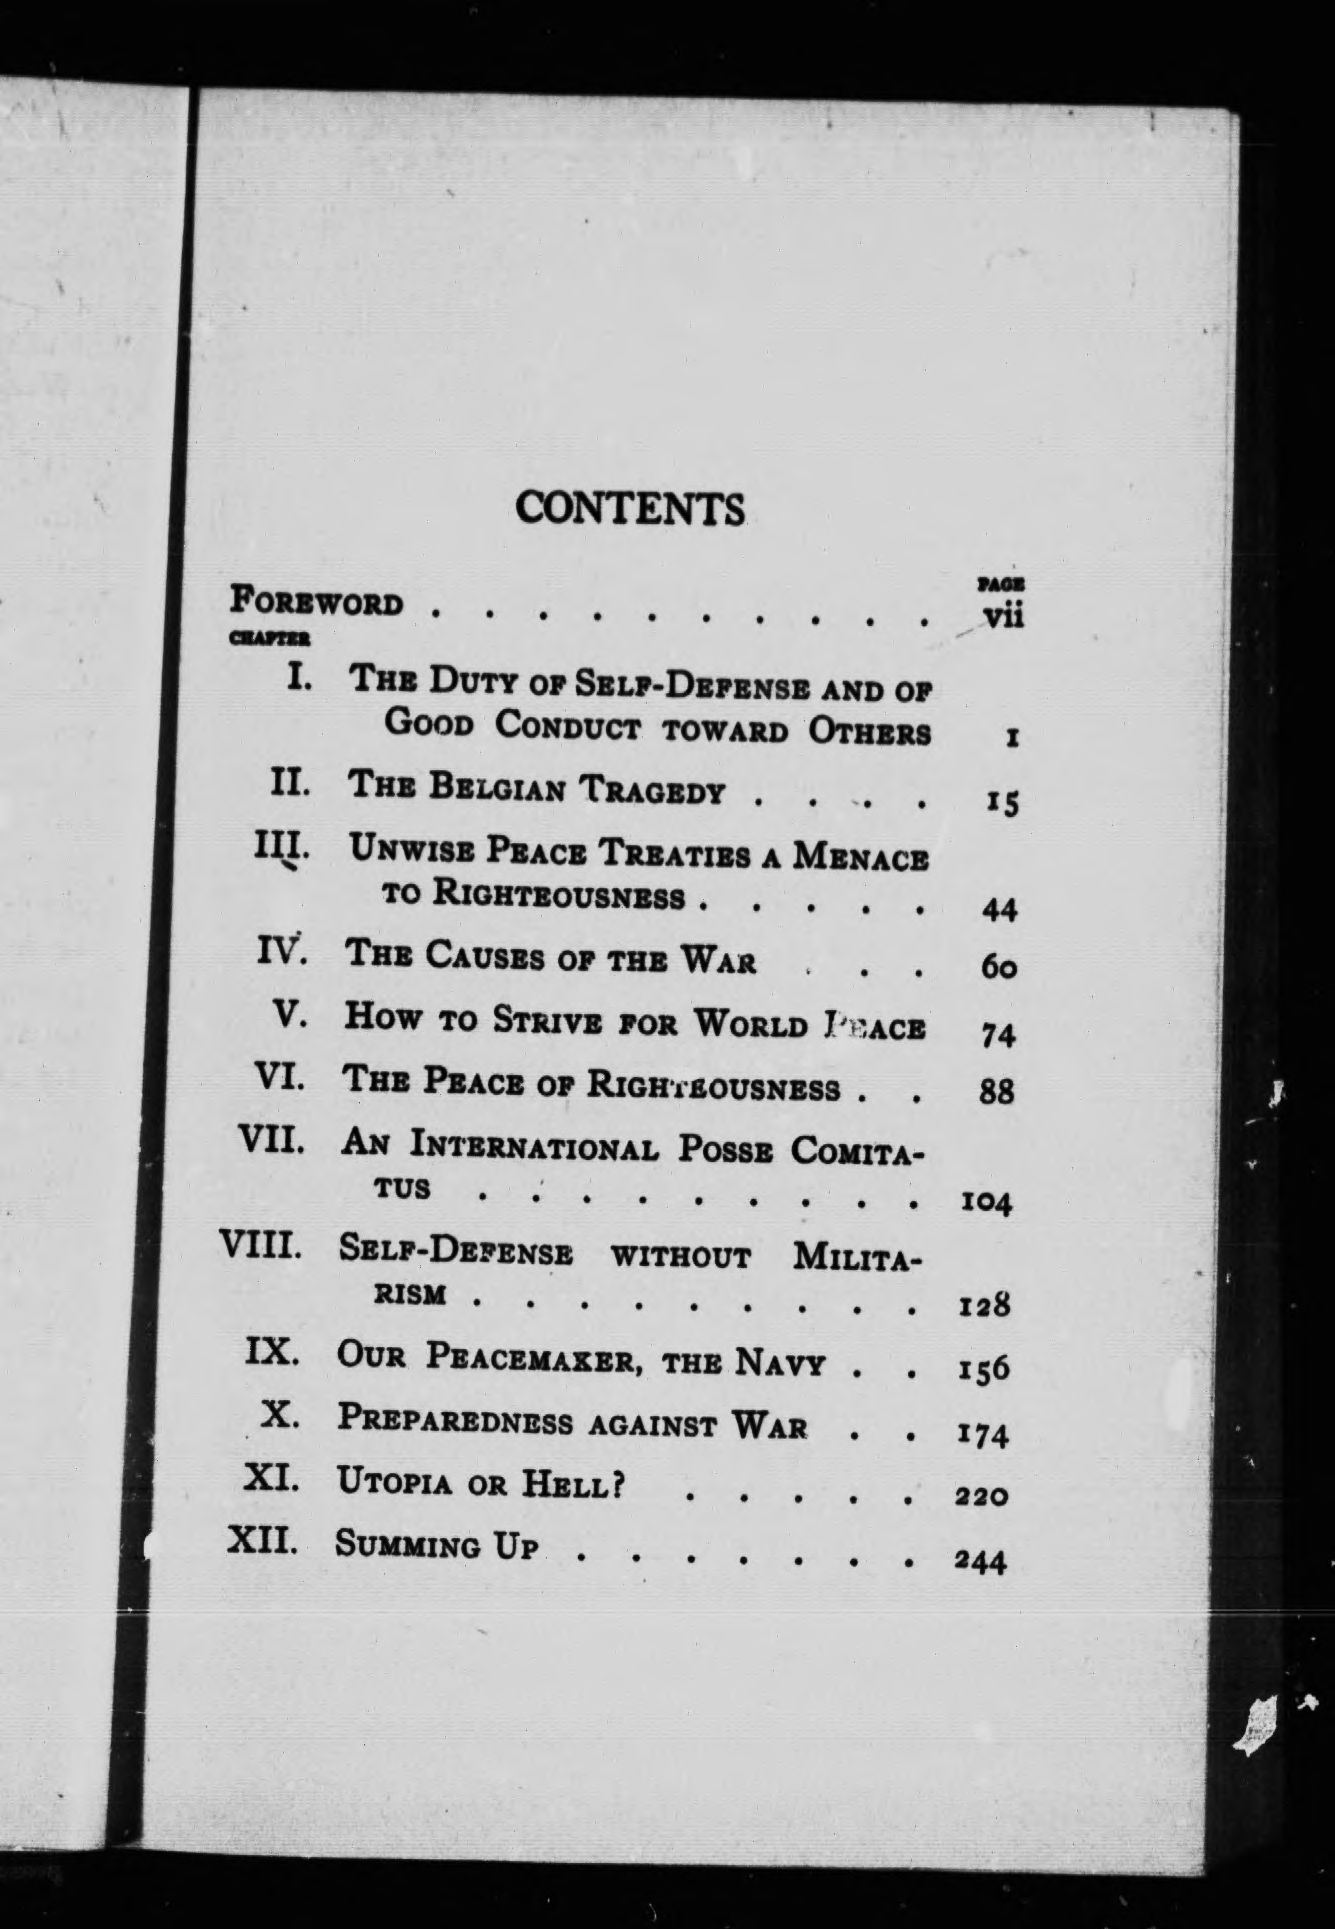 CONTENTS
PAGE
FOREWORD . . . . . . . . . . vii
CHAPTER
I. THE DUTY OF SELF-DEFENSE AND OF
GOOD CONDUCT TOWARD OTHERS 1
II. THE BELGIAN TRAGEDY . . . . 15
III. UNWISE PEACE TREATIES A MENACE
TO RIGHTEOUSNESS . . . . . 44
IV. THE CAUSES OF THE WAR . . . 60
V. HOW TO STRIVE FOR WORLD PEACE 74
VI. THE PEACE OF RIGHTEOUSNESS . . 88
VII. AN INTERNATIONAL POSSE COMITA-
TUS . . . . . . . . . 104
VIII. SELF-DEFENSE WITHOUT MILITA-
RISM . . . . . . . . . 128
IX. OUR PEACEMAKER, THE NAVY . . 156
X. PREPAREDNESS AGAINST WAR . . 174
XI. UTOPIA OR HELL? . . . . . 220
XII. SUMMING UP . . . . . . . 244